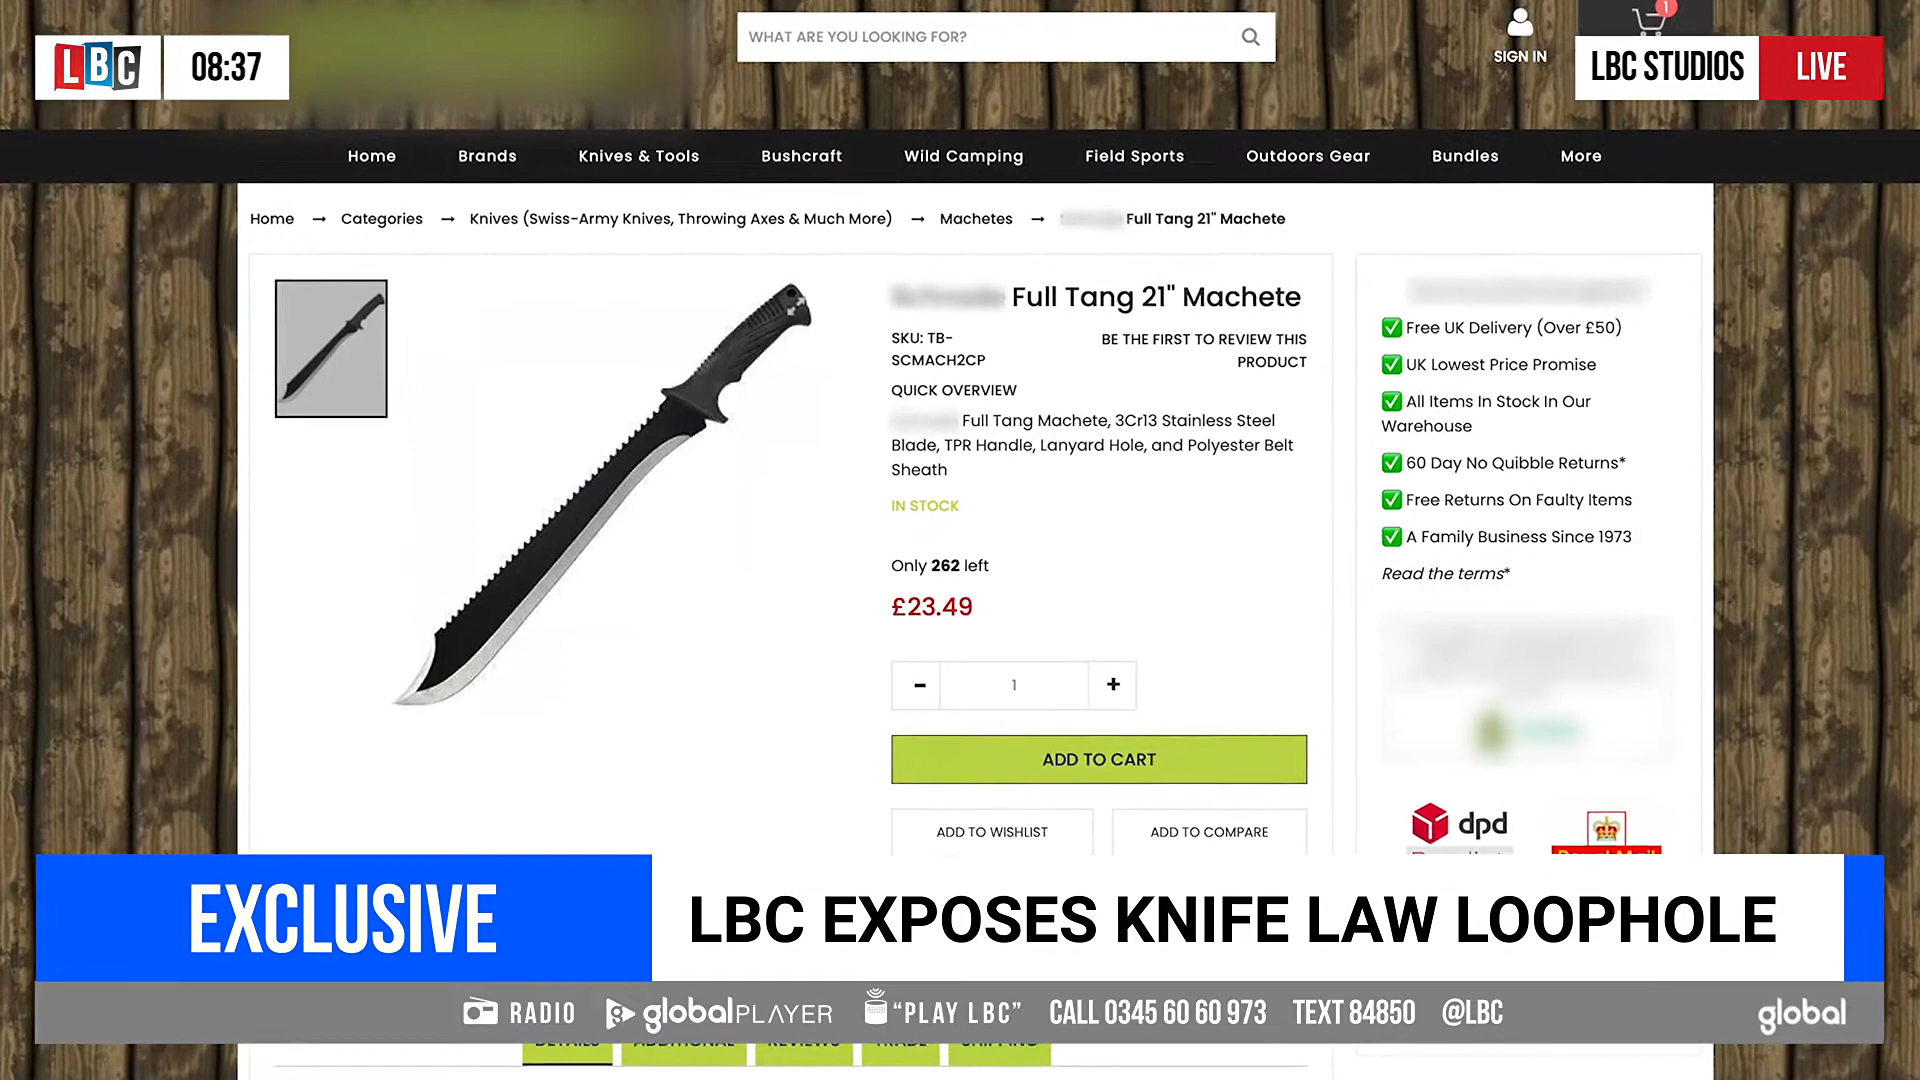 LBC
08:37
WHAT ARE YOU LOOKING FOR?
SIGN IN
1
LBC STUDIOS
LIVE
Home
Brands
Knives & Tools
Bushcraft
Wild Camping
Field Sports
Outdoors Gear
Bundles
More
Home → Categories → Knives (Swiss-Army Knives, Throwing Axes & Much More) → Machetes → Full Tang 21" Machete
Full Tang 21" Machete
SKU: TB-
SCMACH2CP
BE THE FIRST TO REVIEW THIS
PRODUCT
QUICK OVERVIEW
Full Tang Machete, 3Cr13 Stainless Steel
Blade, TPR Handle, Lanyard Hole, and Polyester Belt
Sheath
IN STOCK
Only 262 left
£23.49
- 1 +
ADD TO CART
ADD TO WISHLIST
ADD TO COMPARE
✅ Free UK Delivery (Over £50)
✅ UK Lowest Price Promise
✅ All Items In Stock In Our
Warehouse
✅ 60 Day No Quibble Returns*
✅ Free Returns On Faulty Items
✅ A Family Business Since 1973
Read the terms*
dpd
Royal Mail
EXCLUSIVE
LBC EXPOSES KNIFE LAW LOOPHOLE
RADIO
globalPLAYER
“PLAY LBC”
CALL 0345 60 60 973
TEXT 84850
@LBC
global
DETAILS
ADDITIONAL
REVIEWS
TRADE
SHIPPING